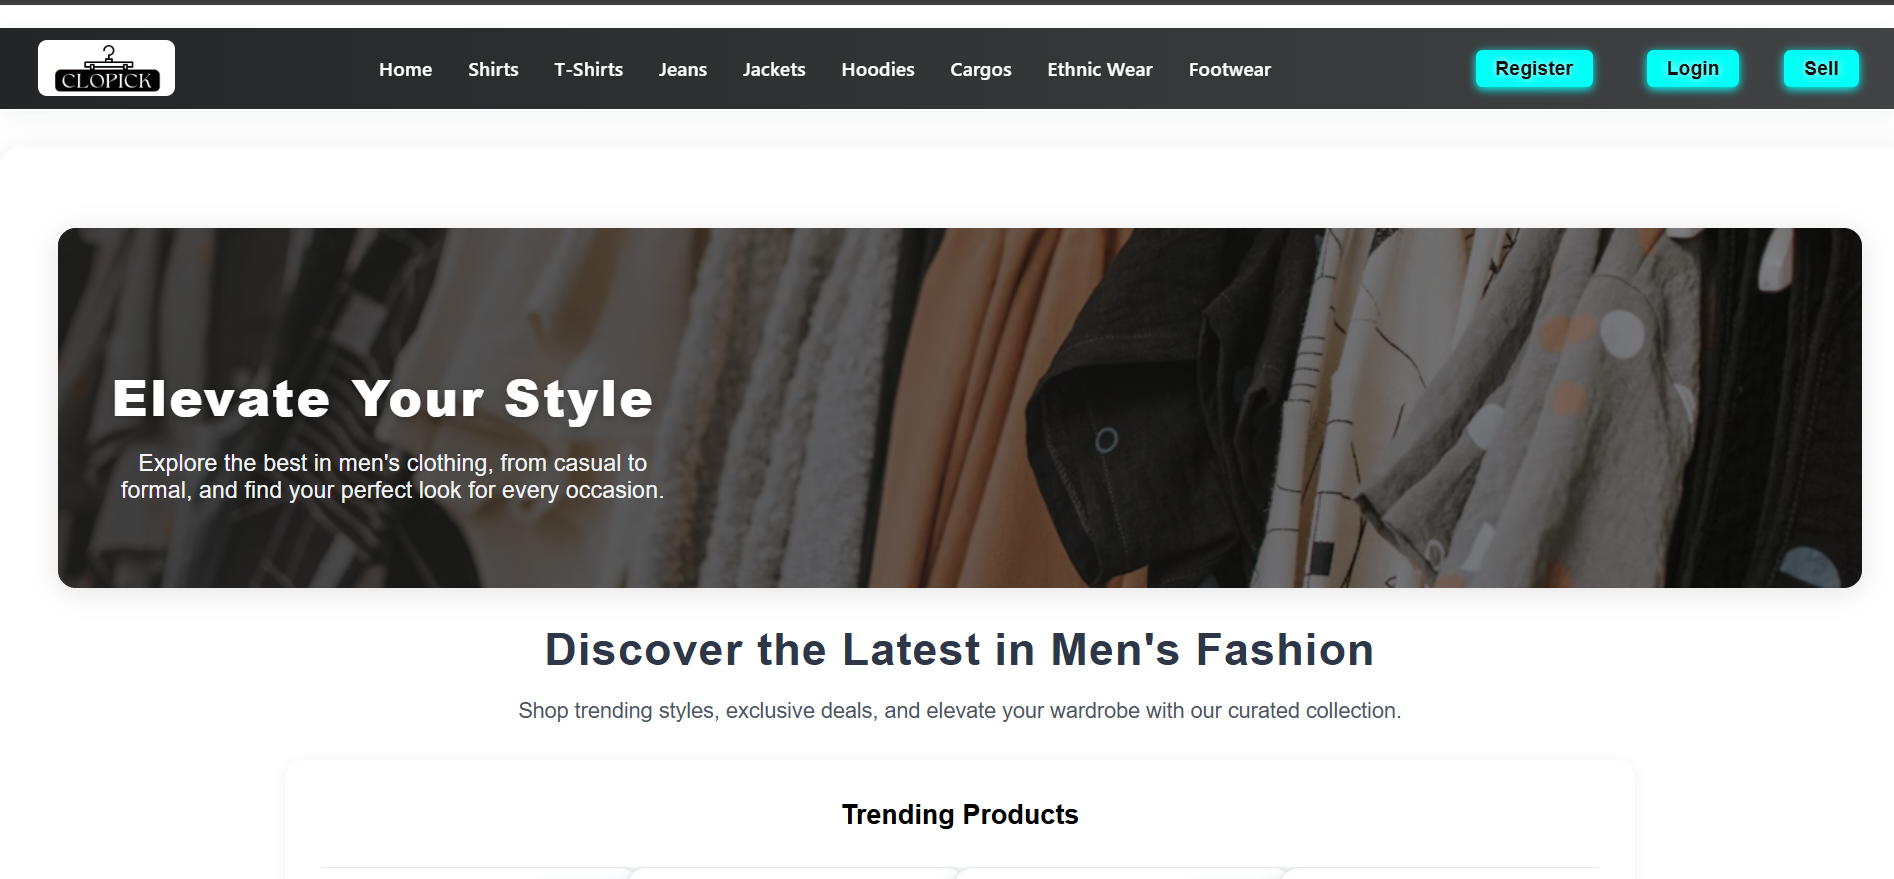 CLOPICK
Home Shirts T-Shirts Jeans Jackets Hoodies Cargos Ethnic Wear Footwear
Register Login Sell
Elevate Your Style
Explore the best in men's clothing, from casual to
formal, and find your perfect look for every occasion.
Discover the Latest in Men's Fashion
Shop trending styles, exclusive deals, and elevate your wardrobe with our curated collection.
Trending Products